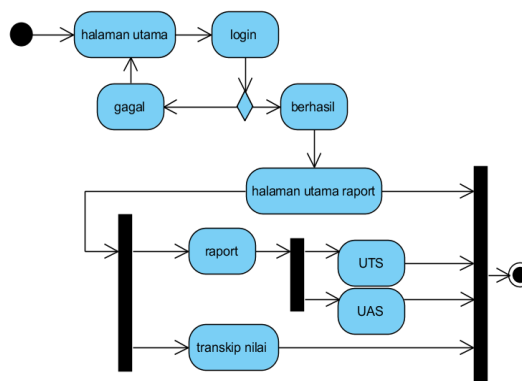 halaman utama
login
gagal
berhasil
halaman utama raport
raport
UTS
UAS
transkip nilai